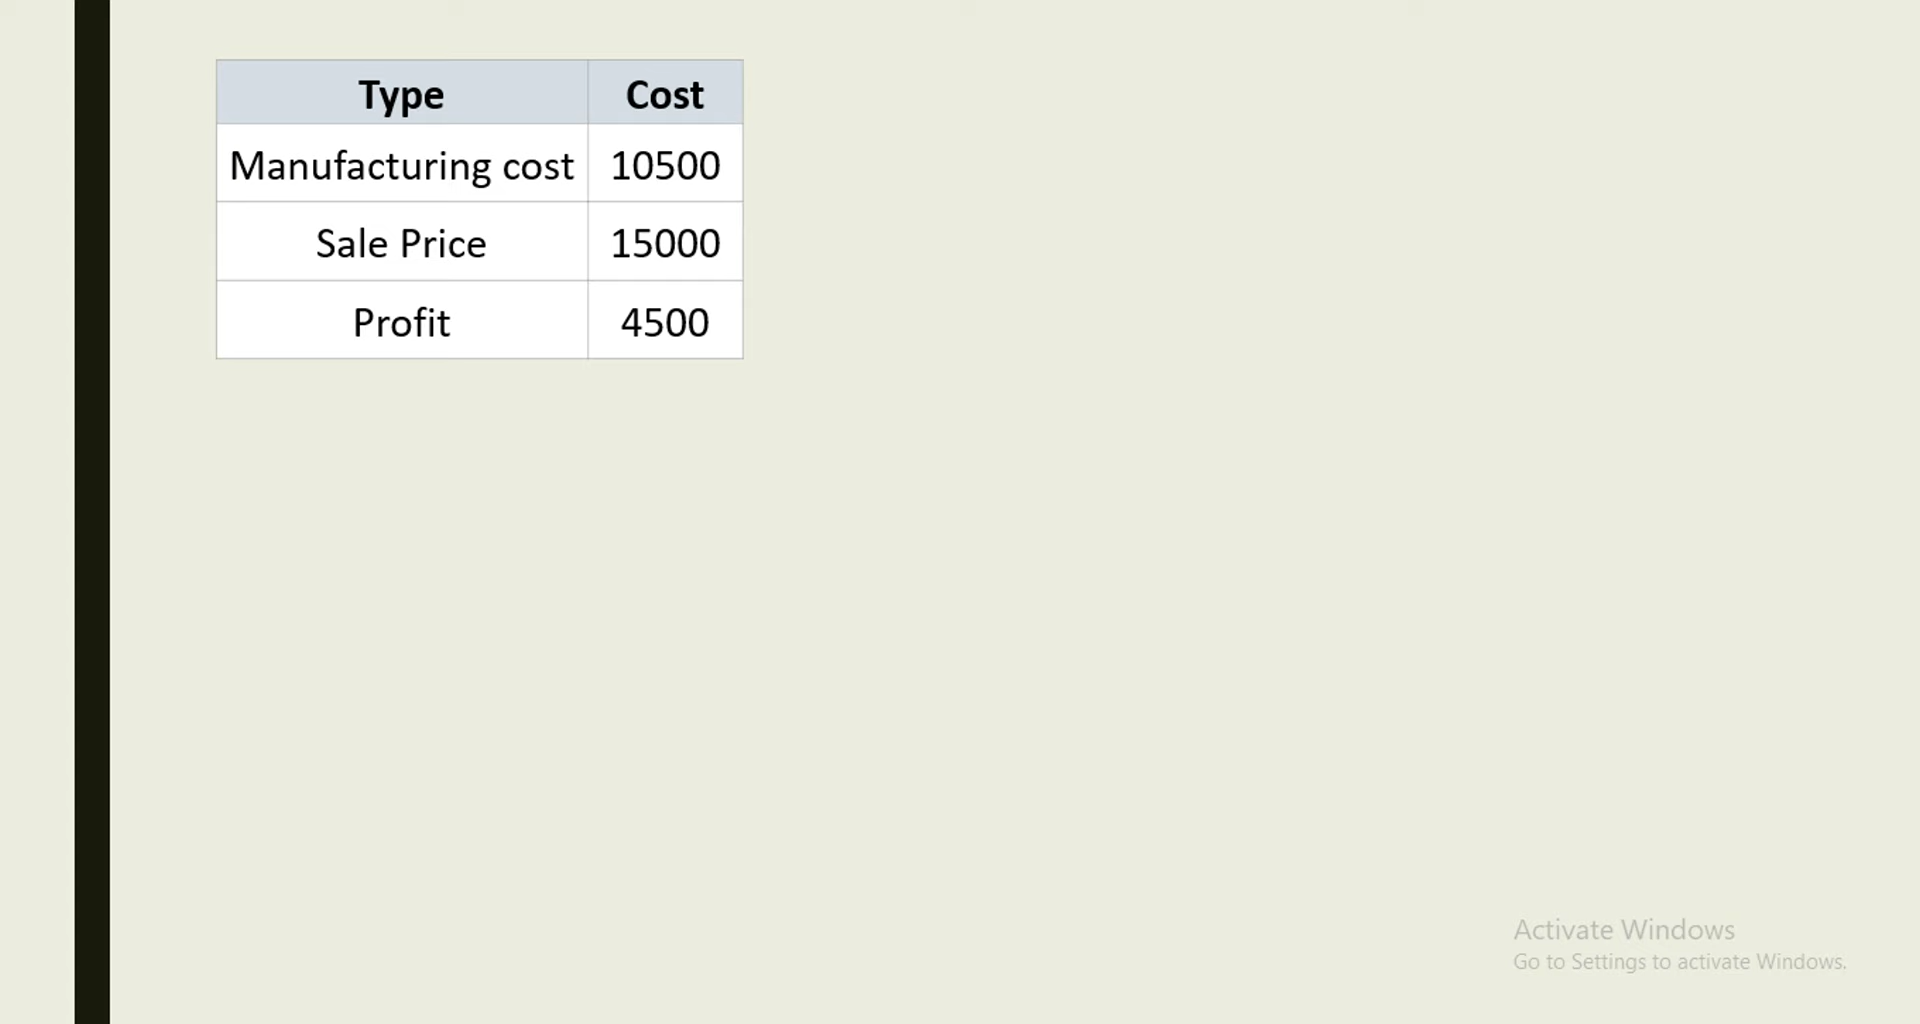 Type Cost
Manufacturing cost 10500
Sale Price 15000
Profit 4500
Activate Windows
Go to Settings to activate Windows.